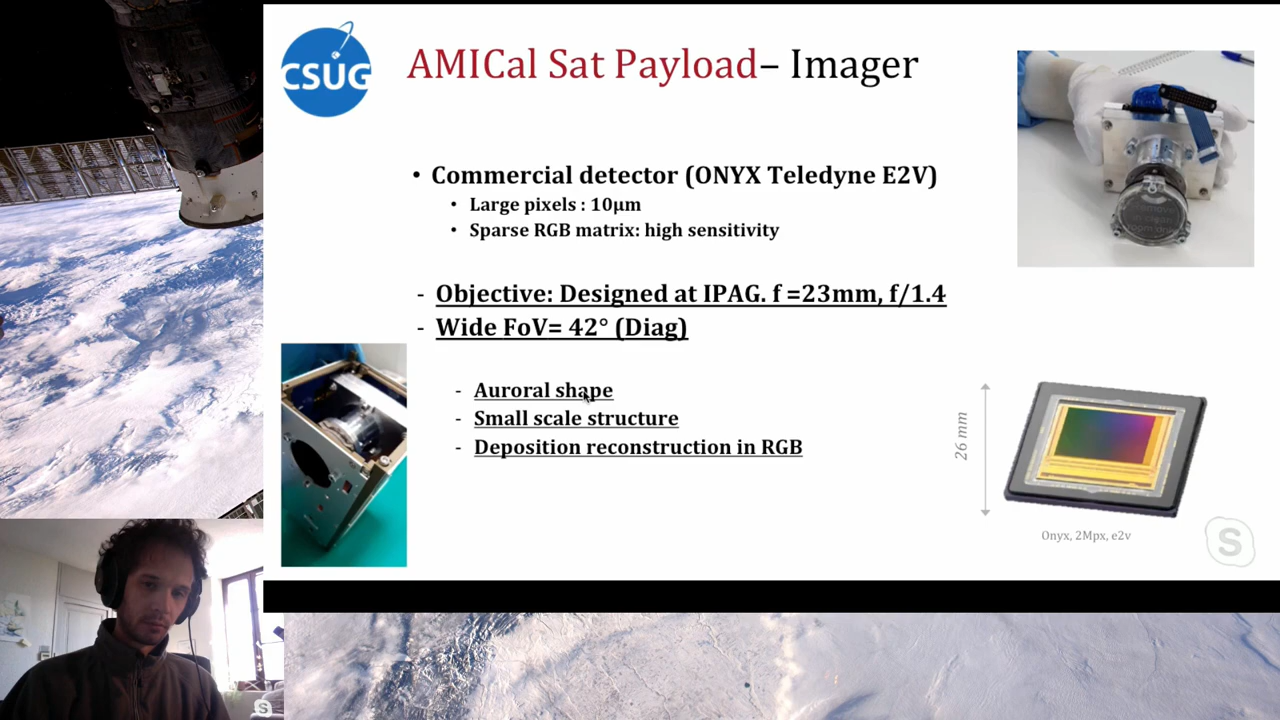 CSUG
AMICal Sat Payload– Imager
• Commercial detector (ONYX Teledyne E2V)
• Large pixels : 10µm
• Sparse RGB matrix: high sensitivity
- Objective: Designed at IPAG. f =23mm, f/1.4
- Wide FoV= 42° (Diag)
- Auroral shape
- Small scale structure
- Deposition reconstruction in RGB
26 mm
Onyx, 2Mpx, e2v
S
S